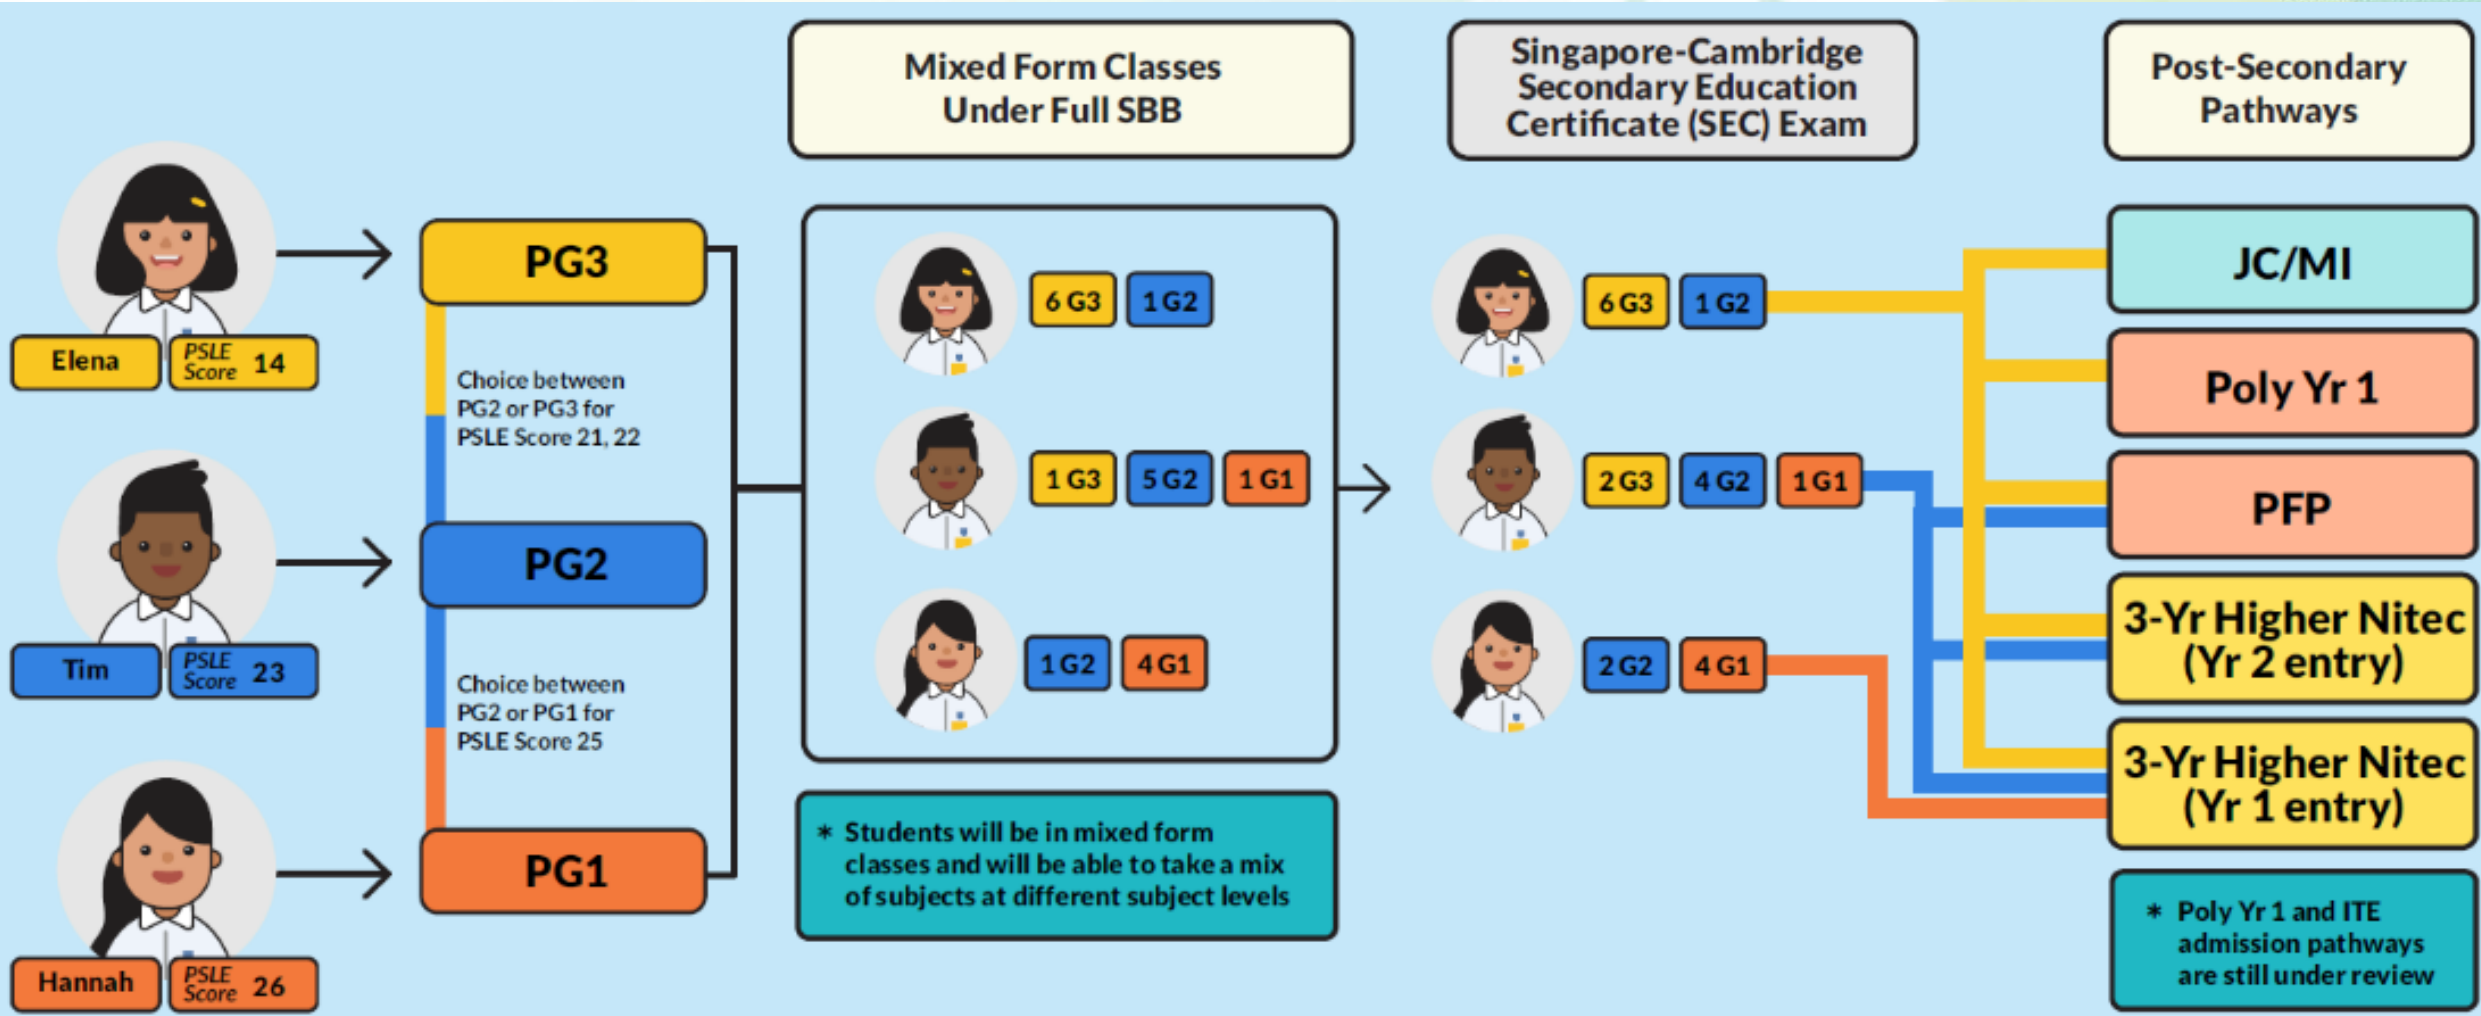 Mixed Form Classes
Under Full SBB
Singapore-Cambridge
Secondary Education
Certificate (SEC) Exam
Post-Secondary
Pathways
Elena
PSLE
Score 14
Tim
PSLE
Score 23
Hannah
PSLE
Score 26
PG3
Choice between
PG2 or PG3 for
PSLE Score 21, 22
PG2
Choice between
PG2 or PG1 for
PSLE Score 25
PG1
6 G3 1 G2
1 G3 5 G2 1 G1
1 G2 4 G1
* Students will be in mixed form
classes and will be able to take a mix
of subjects at different subject levels
6 G3 1 G2
2 G3 4 G2 1 G1
2 G2 4 G1
JC/MI
Poly Yr 1
PFP
3-Yr Higher Nitec
(Yr 2 entry)
3-Yr Higher Nitec
(Yr 1 entry)
* Poly Yr 1 and ITE
admission pathways
are still under review